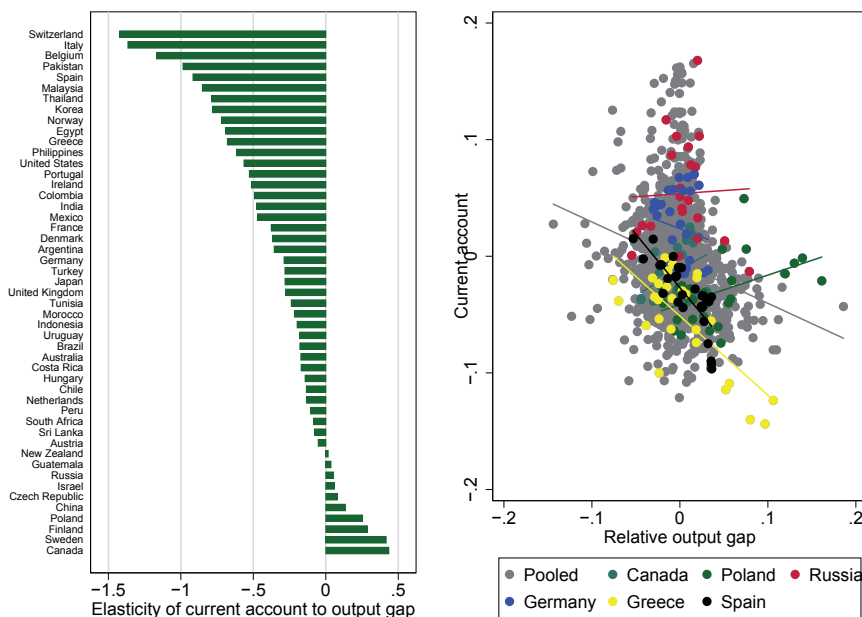 Switzerland
Italy
Belgium
Pakistan
Spain
Malaysia
Thailand
Korea
Norway
Egypt
Greece
Philippines
United States
Portugal
Ireland
Colombia
India
Mexico
France
Denmark
Argentina
Germany
Turkey
Japan
United Kingdom
Tunisia
Morocco
Indonesia
Uruguay
Brazil
Australia
Costa Rica
Hungary
Chile
Netherlands
Peru
South Africa
Sri Lanka
Austria
New Zealand
Guatemala
Russia
Israel
Czech Republic
China
Poland
Finland
Sweden
Canada
−1.5 −1 −.5 0 .5
Elasticity of current account to output gap
Current account
.2
.1
0
−.1
−.2
−.2 −.1 0 .1 .2
Relative output gap
Pooled Canada Poland Russia
Germany Greece Spain